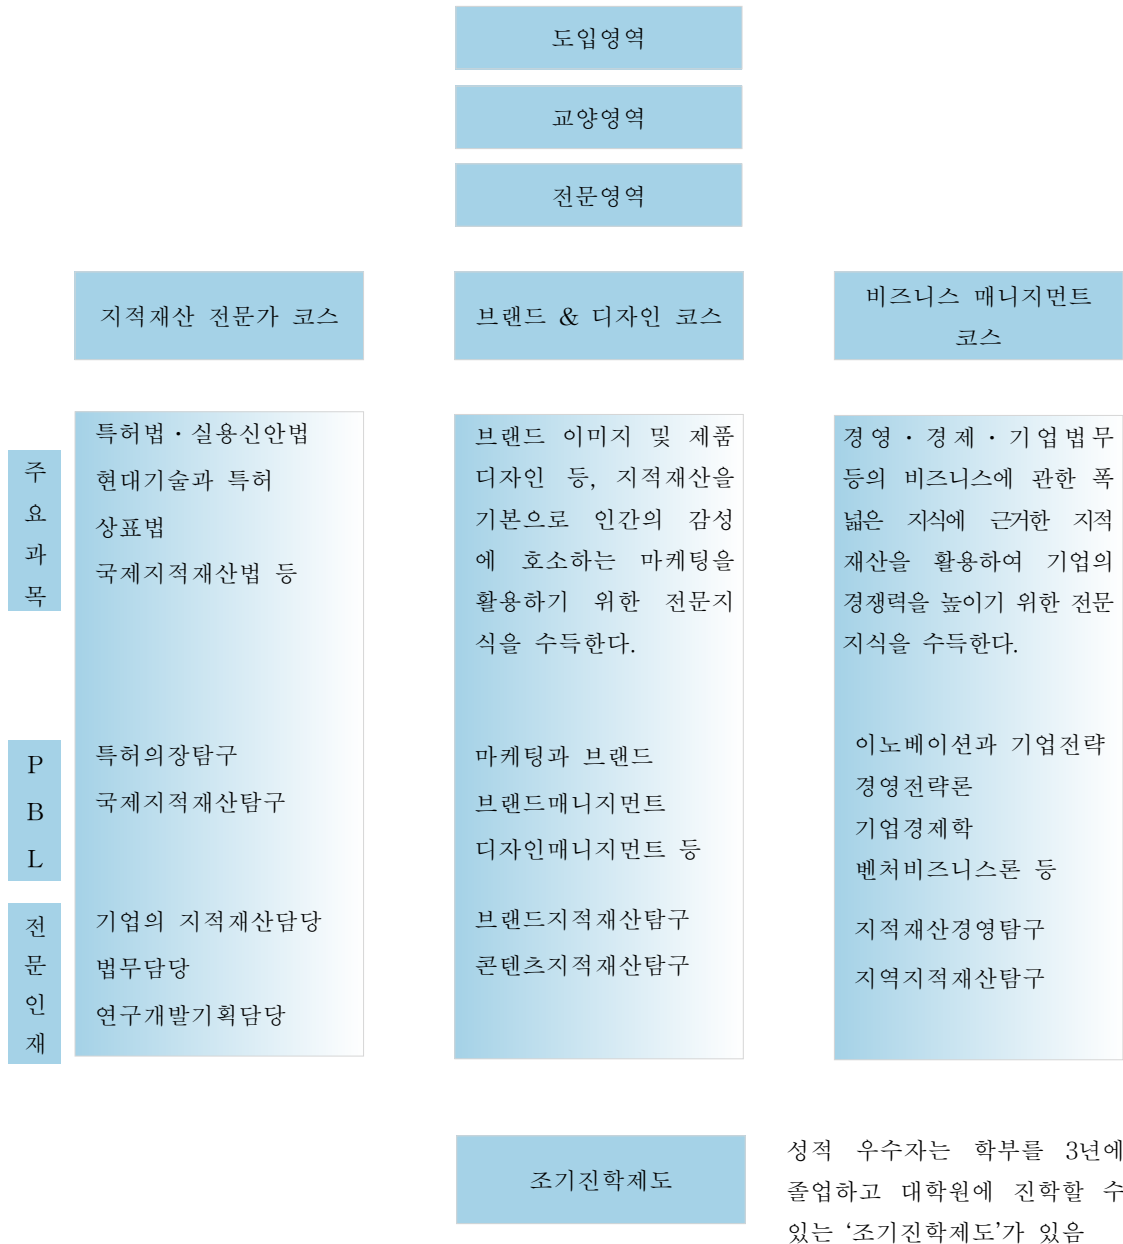 도입영역
교양영역
전문영역
지적재산 전문가 코스
브랜드 & 디자인 코스
비즈니스 매니지먼트
코스
주
요
과
목
특허법·실용신안법
현대기술과 특허
상표법
국제지적재산법 등
브랜드 이미지 및 제품
디자인 등, 지적재산을
기본으로 인간의 감성
에 호소하는 마케팅을
활용하기 위한 전문지
식을 수득한다.
경영·경제·기업법무
등의 비즈니스에 관한 폭
넓은 지식에 근거한 지적
재산을 활용하여 기업의
경쟁력을 높이기 위한 전문
지식을 수득한다.
P
B
L
특허의장탐구
국제지적재산탐구
마케팅과 브랜드
브랜드매니지먼트
디자인매니지먼트 등
이노베이션과 기업전략
경영전략론
기업경제학
벤처비즈니스론 등
전
문
인
재
기업의 지적재산담당
법무담당
연구개발기획담당
브랜드지적재산탐구
콘텐츠지적재산탐구
지적재산경영탐구
지역지적재산탐구
조기진학제도
성적 우수자는 학부를 3년에
졸업하고 대학원에 진학할 수
있는 ‘조기진학제도’가 있음